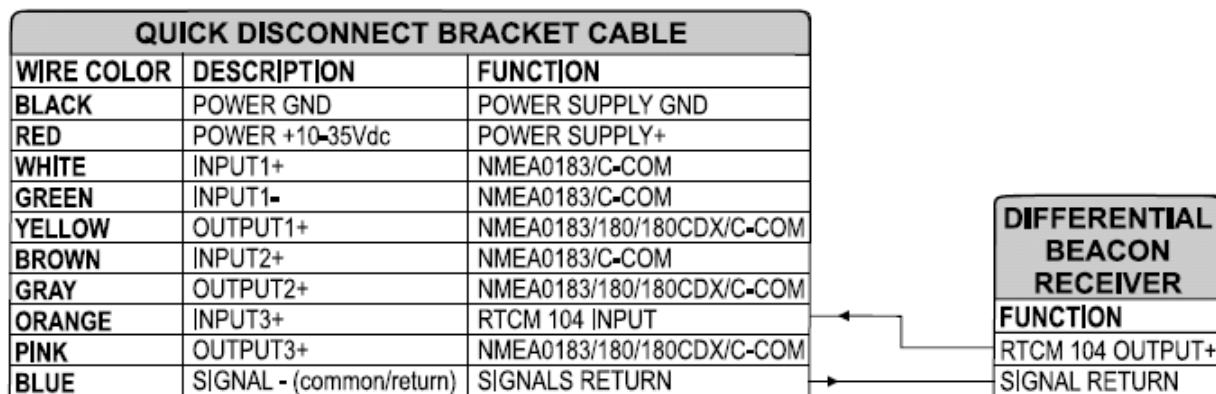 QUICK DISCONNECT BRACKET CABLE
WIRE COLOR DESCRIPTION FUNCTION
BLACK POWER GND POWER SUPPLY GND
RED POWER +10-35Vdc POWER SUPPLY+
WHITE INPUT1+ NMEA0183/C-COM
GREEN INPUT1- NMEA0183/C-COM
YELLOW OUTPUT1+ NMEA0183/180/180CDX/C-COM
BROWN INPUT2+ NMEA0183/C-COM
GRAY OUTPUT2+ NMEA0183/180/180CDX/C-COM
ORANGE INPUT3+ RTCM 104 INPUT
PINK OUTPUT3+ NMEA0183/180/180CDX/C-COM
BLUE SIGNAL - (common/return) SIGNALS RETURN
DIFFERENTIAL
BEACON
RECEIVER
FUNCTION
RTCM 104 OUTPUT+
SIGNAL RETURN